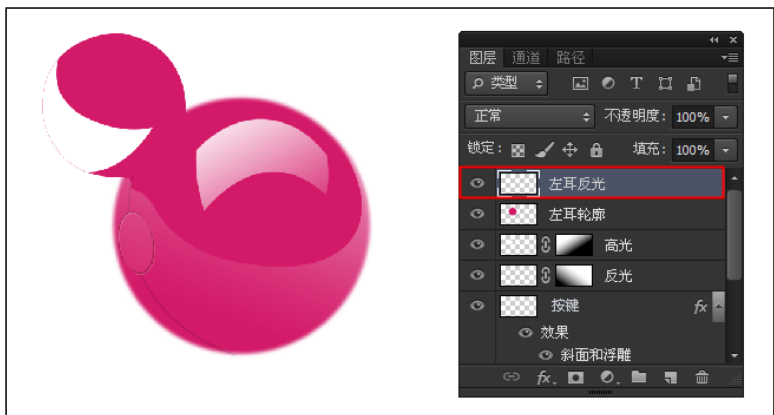 图层 通道 路径
类型 T
正常 不透明度: 100%
锁定: 填充: 100%
左耳反光
左耳轮廓
高光
反光
按键 fx
效果
斜面和浮雕
fx.